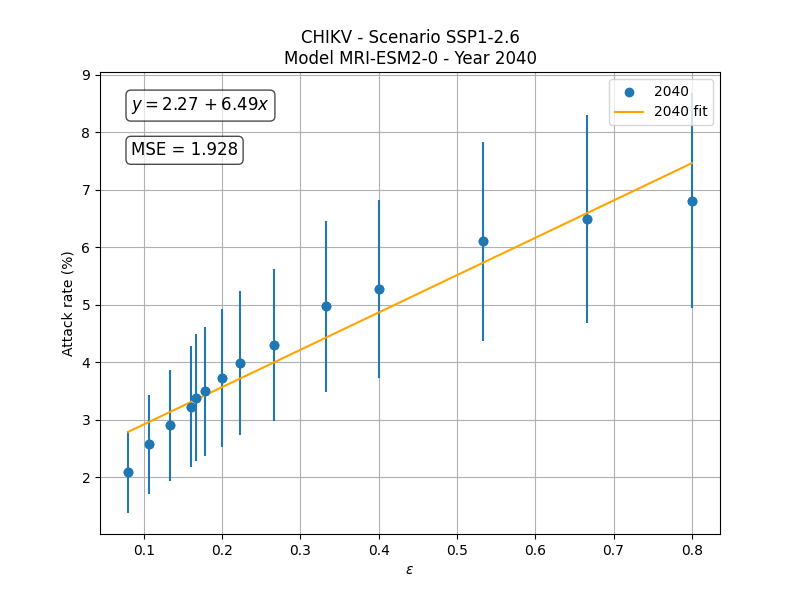 CHIKV - Scenario SSP1-2.6
Model MRI-ESM2-0 - Year 2040
y = 2.27 + 6.49x
MSE = 1.928
2040
2040 fit
Attack rate (%)
9
8
7
6
5
4
3
2
0.1 0.2 0.3 0.4 0.5 0.6 0.7 0.8
ε